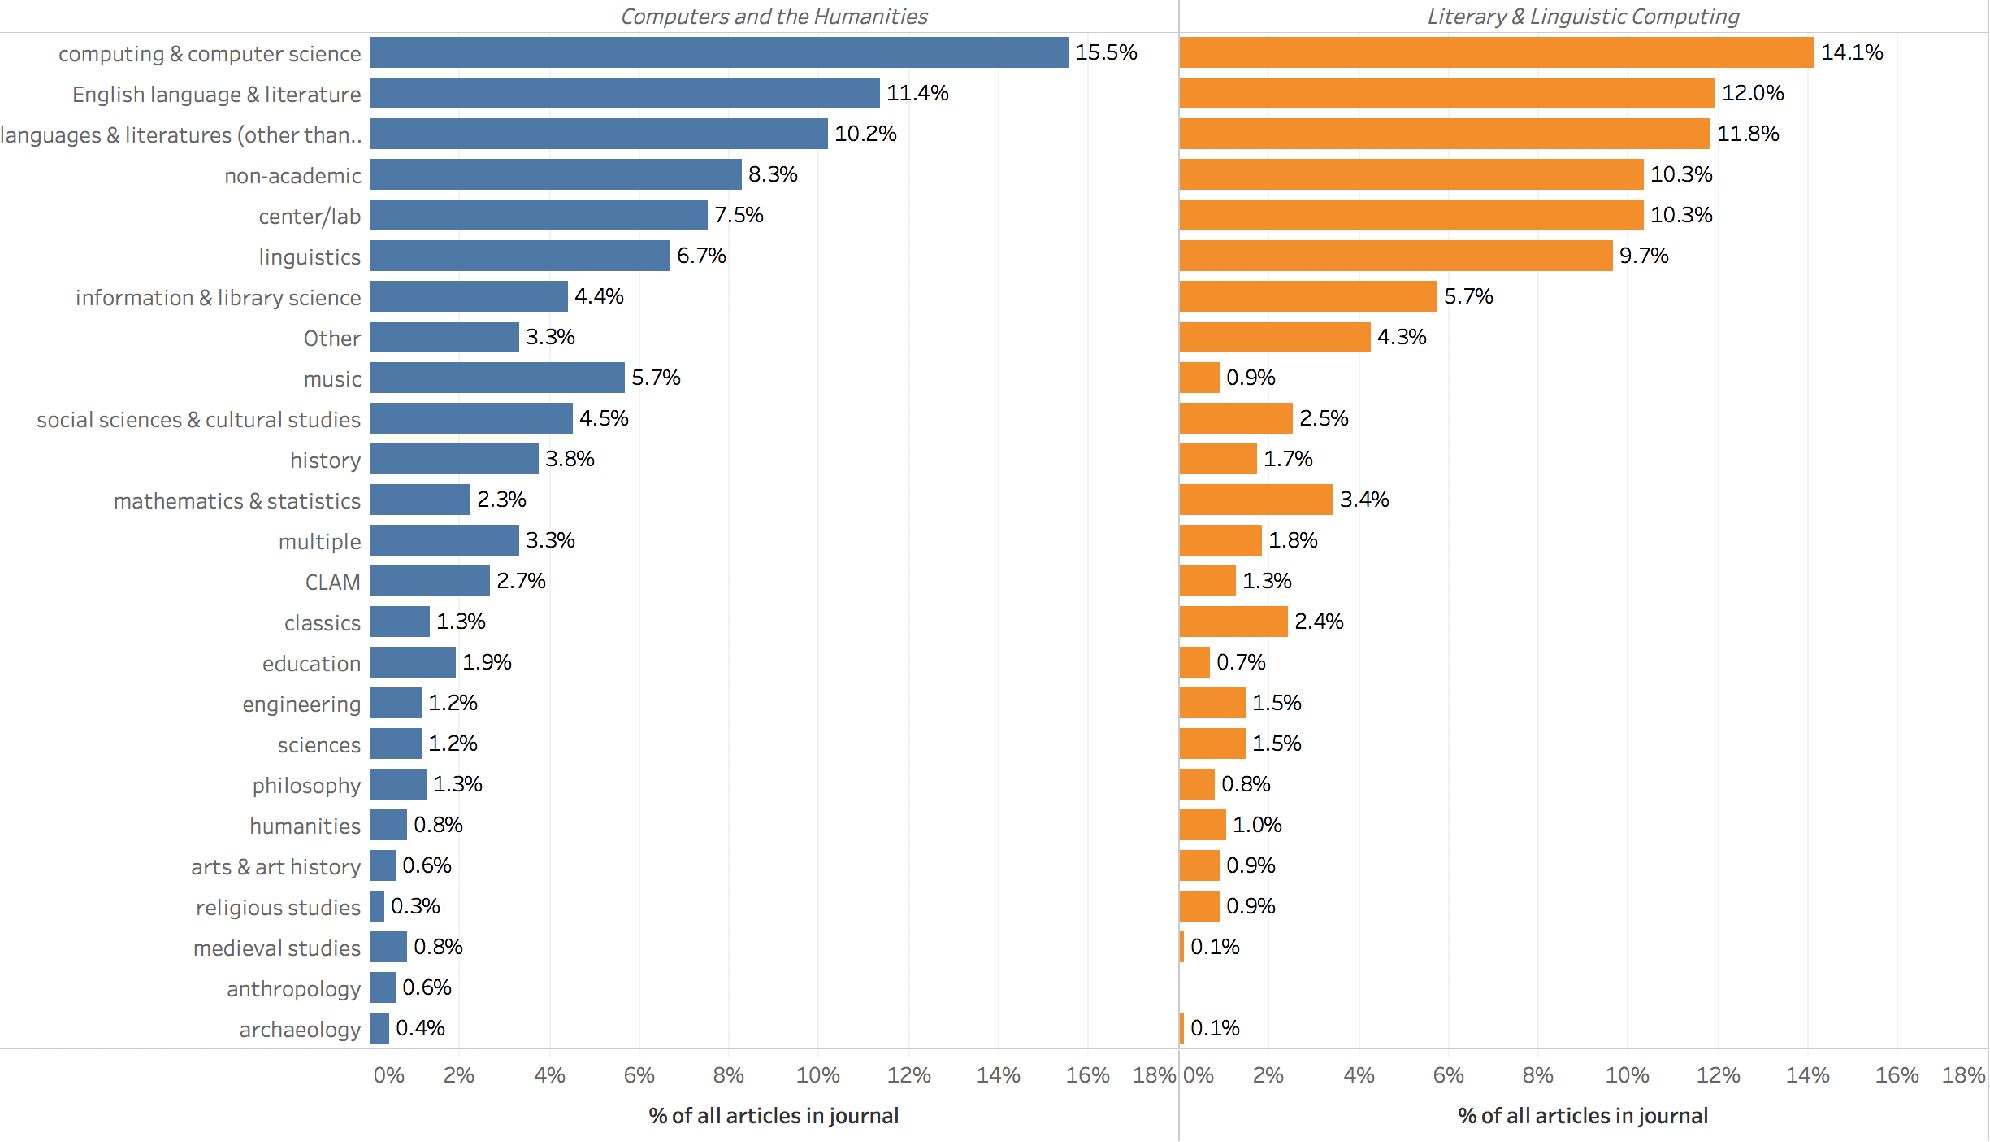 Computers and the Humanities Literary & Linguistic Computing
computing & computer science 15.5% 14.1%
English language & literature 11.4% 12.0%
languages & literatures (other than.. 10.2% 11.8%
non-academic 8.3% 10.3%
center/lab 7.5% 10.3%
linguistics 6.7% 9.7%
information & library science 4.4% 5.7%
Other 3.3% 4.3%
music 5.7% 0.9%
social sciences & cultural studies 4.5% 2.5%
history 3.8% 1.7%
mathematics & statistics 2.3% 3.4%
multiple 3.3% 1.8%
CLAM 2.7% 1.3%
classics 1.3% 2.4%
education 1.9% 0.7%
engineering 1.2% 1.5%
sciences 1.2% 1.5%
philosophy 1.3% 0.8%
humanities 0.8% 1.0%
arts & art history 0.6% 0.9%
religious studies 0.3% 0.9%
medieval studies 0.8% 0.1%
anthropology 0.6%
archaeology 0.4% 0.1%
0% 2% 4% 6% 8% 10% 12% 14% 16% 18% 0% 2% 4% 6% 8% 10% 12% 14% 16% 18%
% of all articles in journal % of all articles in journal